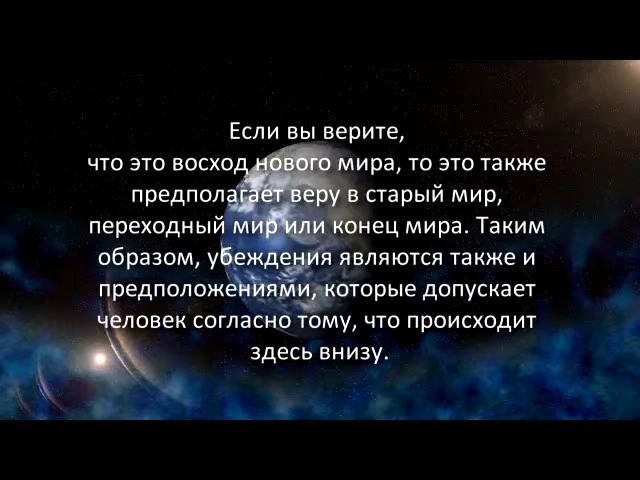 Если вы верите,
что это восход нового мира, то это также
предполагает веру в старый мир,
переходный мир или конец мира. Таким
образом, убеждения являются также и
предположениями, которые допускает
человек согласно тому, что происходит
здесь внизу.